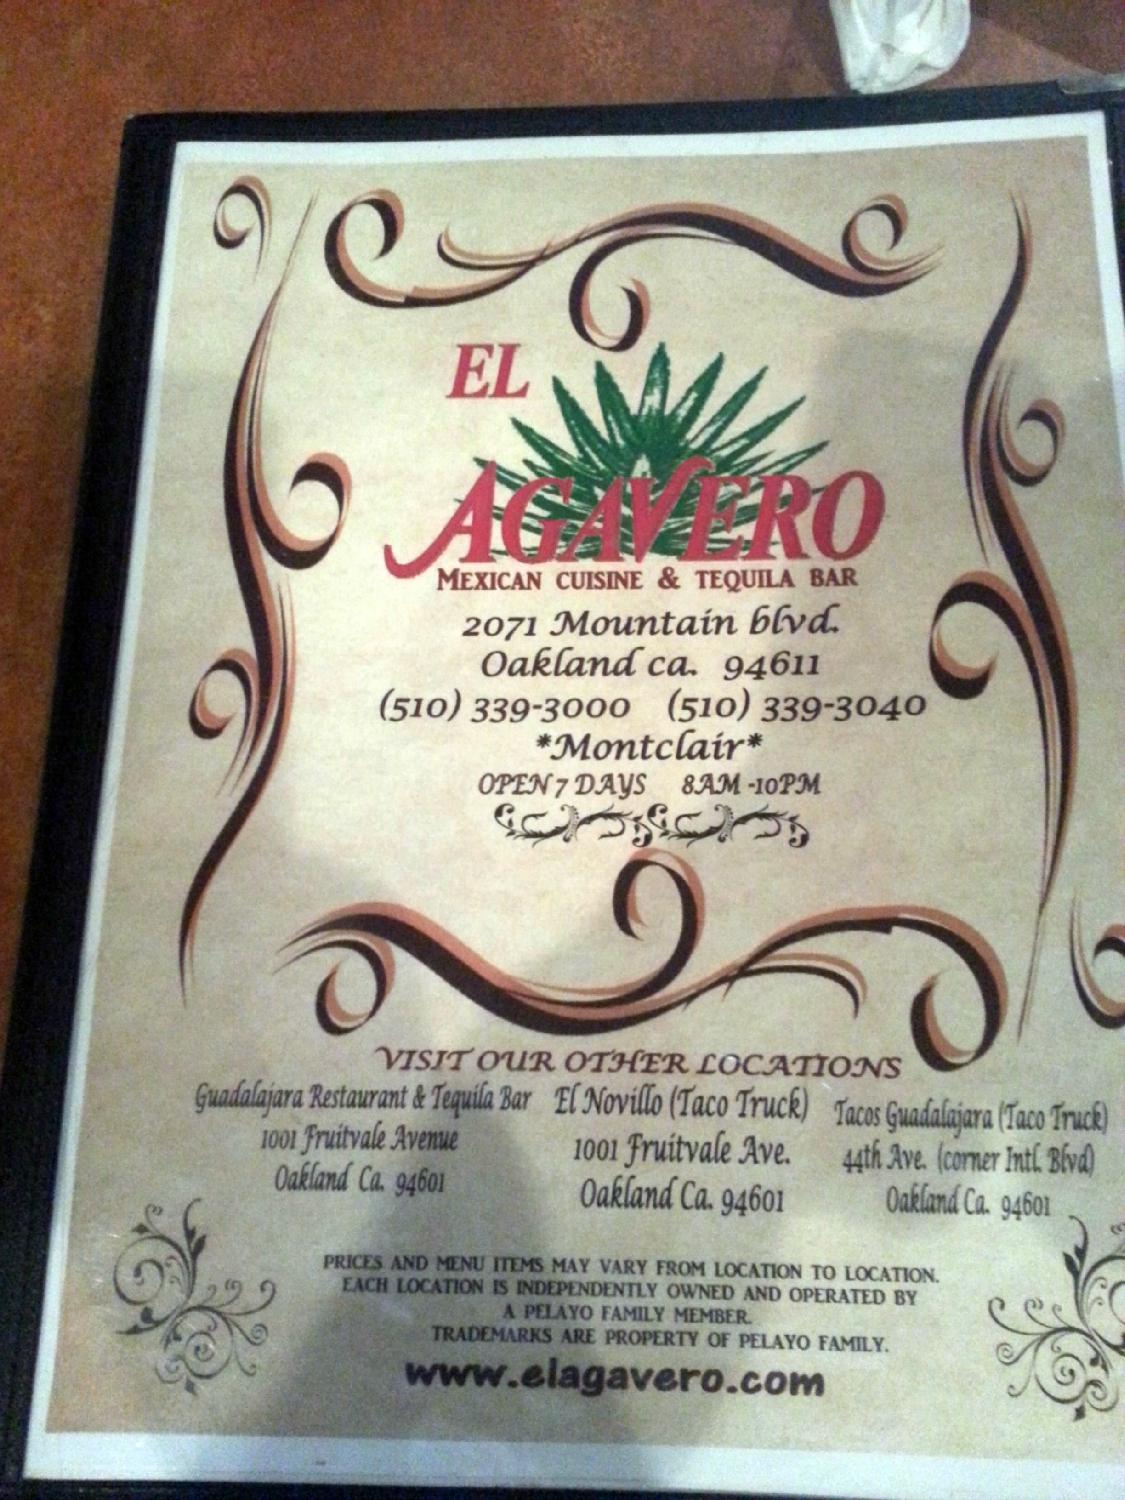 EL
AGAVERO
MEXICAN CUISINE & TEQUILA BAR
2071 Mountain blvd.
Oakland ca. 94611
(510) 339-3000 (510) 339-3040
*Montclair*
OPEN 7 DAYS 8AM -10PM
VISIT OUR OTHER LOCATIONS
Guadalajara Restaurant & Tequila Bar
1001 Fruitvale Avenue
Oakland Ca. 94601
El Novillo (Taco Truck)
1001 Fruitvale Ave.
Oakland Ca. 94601
Tacos Guadalajara (Taco Truck)
44th Ave. (corner Intl. Blvd)
Oakland Ca. 94601
PRICES AND MENU ITEMS MAY VARY FROM LOCATION TO LOCATION.
EACH LOCATION IS INDEPENDENTLY OWNED AND OPERATED BY
A PELAYO FAMILY MEMBER.
TRADEMARKS ARE PROPERTY OF PELAYO FAMILY.
www.elagavero.com